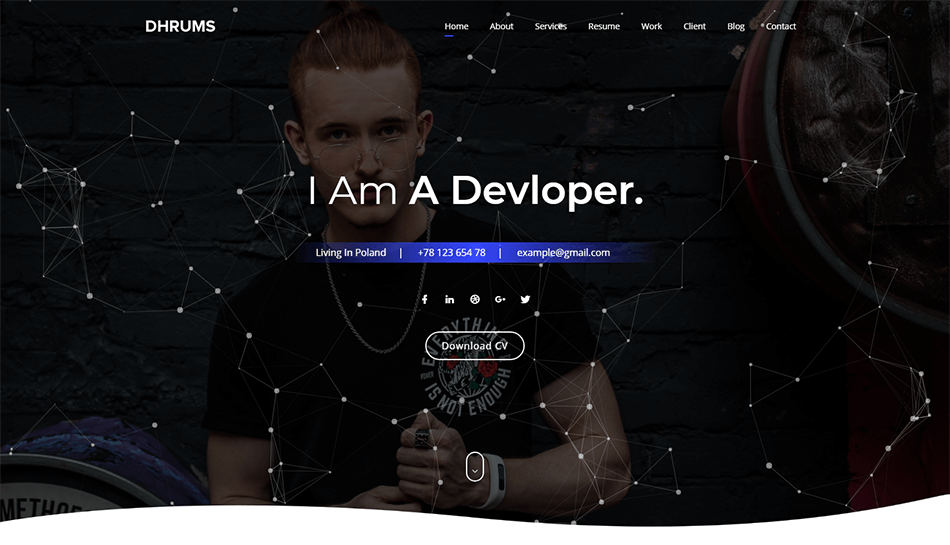 DHRUMS
Home About Services Resume Work Client Blog Contact
I Am A Devloper.
Living In Poland | +78 123 654 78 | example@gmail.com
f in G+
Download CV
EVERYTHING
IS NOT ENOUGH
METHOD